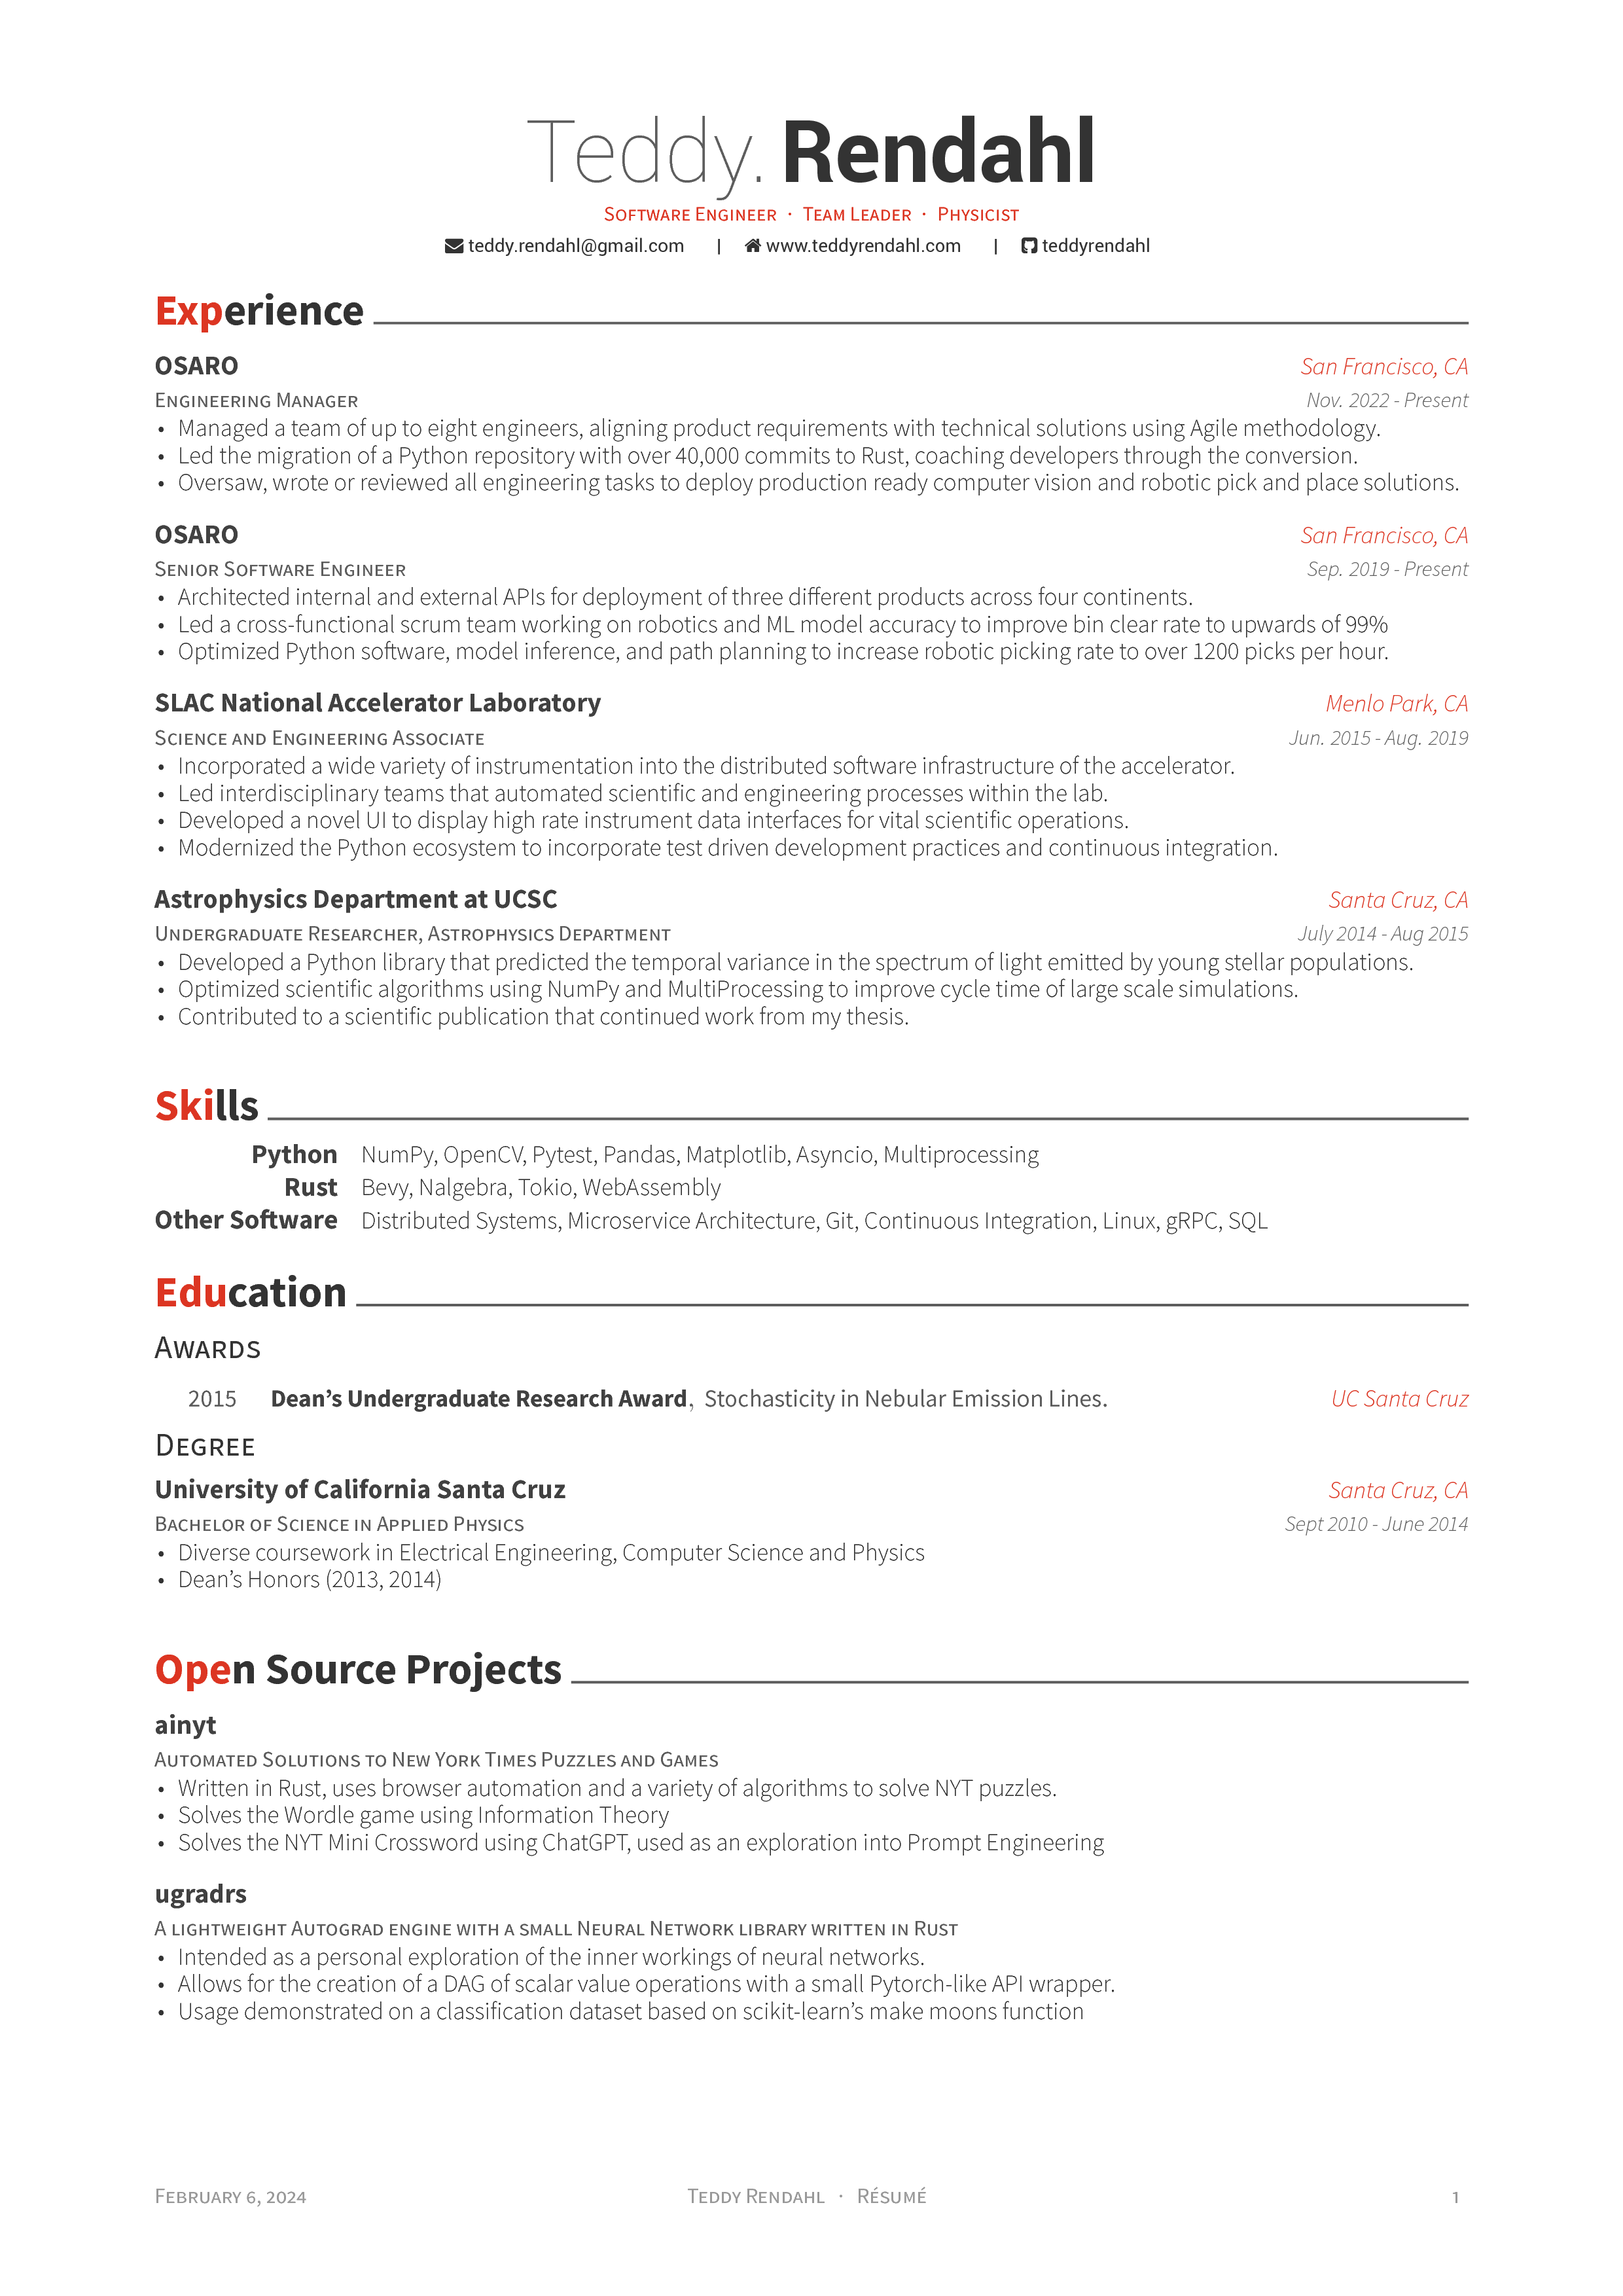 Teddy. Rendahl
Software Engineer · Team Leader · Physicist
teddy.rendahl@gmail.com | www.teddyrendahl.com | teddyrendahl
Experience
OSARO San Francisco, CA
Engineering Manager Nov. 2022 - Present
• Managed a team of up to eight engineers, aligning product requirements with technical solutions using Agile methodology.
• Led the migration of a Python repository with over 40,000 commits to Rust, coaching developers through the conversion.
• Oversaw, wrote or reviewed all engineering tasks to deploy production ready computer vision and robotic pick and place solutions.
OSARO San Francisco, CA
Senior Software Engineer Sep. 2019 - Present
• Architected internal and external APIs for deployment of three different products across four continents.
• Led a cross-functional scrum team working on robotics and ML model accuracy to improve bin clear rate to upwards of 99%
• Optimized Python software, model inference, and path planning to increase robotic picking rate to over 1200 picks per hour.
SLAC National Accelerator Laboratory Menlo Park, CA
Science and Engineering Associate Jun. 2015 - Aug. 2019
• Incorporated a wide variety of instrumentation into the distributed software infrastructure of the accelerator.
• Led interdisciplinary teams that automated scientific and engineering processes within the lab.
• Developed a novel UI to display high rate instrument data interfaces for vital scientific operations.
• Modernized the Python ecosystem to incorporate test driven development practices and continuous integration.
Astrophysics Department at UCSC Santa Cruz, CA
Undergraduate Researcher, Astrophysics Department July 2014 - Aug 2015
• Developed a Python library that predicted the temporal variance in the spectrum of light emitted by young stellar populations.
• Optimized scientific algorithms using NumPy and MultiProcessing to improve cycle time of large scale simulations.
• Contributed to a scientific publication that continued work from my thesis.
Skills
Python NumPy, OpenCV, Pytest, Pandas, Matplotlib, Asyncio, Multiprocessing
Rust Bevy, Nalgebra, Tokio, WebAssembly
Other Software Distributed Systems, Microservice Architecture, Git, Continuous Integration, Linux, gRPC, SQL
Education
Awards
2015 Dean’s Undergraduate Research Award, Stochasticity in Nebular Emission Lines. UC Santa Cruz
Degree
University of California Santa Cruz Santa Cruz, CA
Bachelor of Science in Applied Physics Sept 2010 - June 2014
• Diverse coursework in Electrical Engineering, Computer Science and Physics
• Dean’s Honors (2013, 2014)
Open Source Projects
ainyt
Automated Solutions to New York Times Puzzles and Games
• Written in Rust, uses browser automation and a variety of algorithms to solve NYT puzzles.
• Solves the Wordle game using Information Theory
• Solves the NYT Mini Crossword using ChatGPT, used as an exploration into Prompt Engineering
ugradrs
A lightweight Autograd engine with a small Neural Network library written in Rust
• Intended as a personal exploration of the inner workings of neural networks.
• Allows for the creation of a DAG of scalar value operations with a small Pytorch-like API wrapper.
• Usage demonstrated on a classification dataset based on scikit-learn’s make moons function
February 6, 2024 Teddy Rendahl · Résumé 1